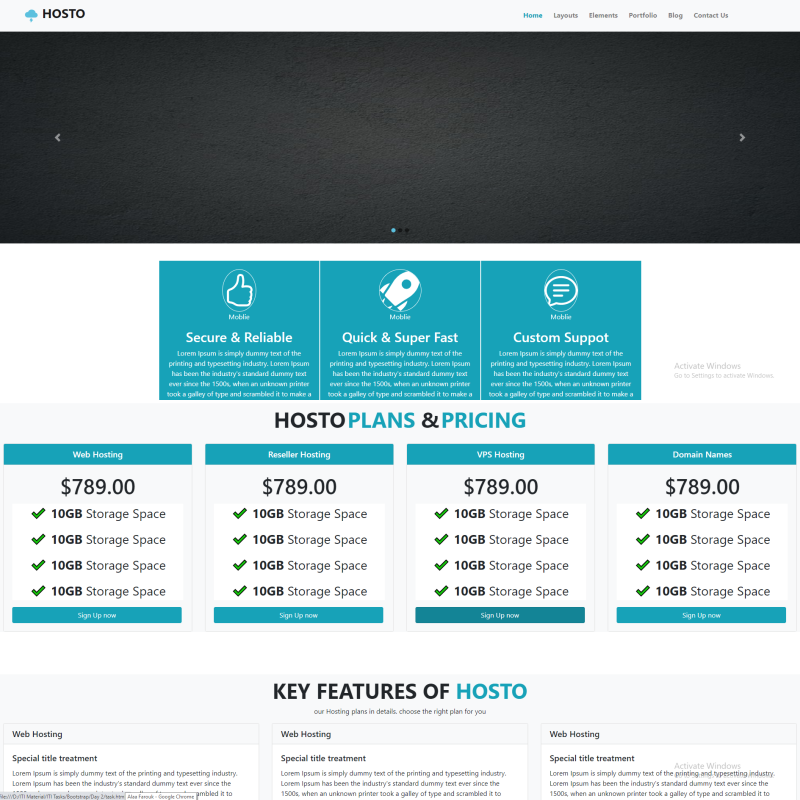 HOSTO
Home Layouts Elements Portfolio Blog Contact Us
Moblie Moblie Moblie
Secure & Reliable Quick & Super Fast Custom Suppot
Lorem Ipsum is simply dummy text of the Lorem Ipsum is simply dummy text of the Lorem Ipsum is simply dummy text of the
printing and typesetting industry. Lorem Ipsum printing and typesetting industry. Lorem Ipsum printing and typesetting industry. Lorem Ipsum
has been the industry's standard dummy text has been the industry's standard dummy text has been the industry's standard dummy text
ever since the 1500s, when an unknown printer ever since the 1500s, when an unknown printer ever since the 1500s, when an unknown printer
took a galley of type and scrambled it to make a took a galley of type and scrambled it to make a took a galley of type and scrambled it to make a
Activate Windows
Go to Settings to activate Windows.
HOSTO PLANS & PRICING
Web Hosting Reseller Hosting VPS Hosting Domain Names
$789.00 $789.00 $789.00 $789.00
10GB Storage Space 10GB Storage Space 10GB Storage Space 10GB Storage Space
10GB Storage Space 10GB Storage Space 10GB Storage Space 10GB Storage Space
10GB Storage Space 10GB Storage Space 10GB Storage Space 10GB Storage Space
10GB Storage Space 10GB Storage Space 10GB Storage Space 10GB Storage Space
Sign Up now Sign Up now Sign Up now Sign Up now
KEY FEATURES OF HOSTO
our Hosting plans in details. choose the right plan for you
Web Hosting Web Hosting Web Hosting
Special title treatment Special title treatment Special title treatment
Lorem Ipsum is simply dummy text of the printing and typesetting industry. Lorem Ipsum is simply dummy text of the printing and typesetting industry. Lorem Ipsum is simply dummy text of the printing and typesetting industry.
Lorem Ipsum has been the industry's standard dummy text ever since the Lorem Ipsum has been the industry's standard dummy text ever since the Lorem Ipsum has been the industry's standard dummy text ever since the
1500s, when an unknown printer took a galley of type and scrambled it to 1500s, when an unknown printer took a galley of type and scrambled it to
Activate Windows
scrambled it to
Alaa Farouk - Google Chrome